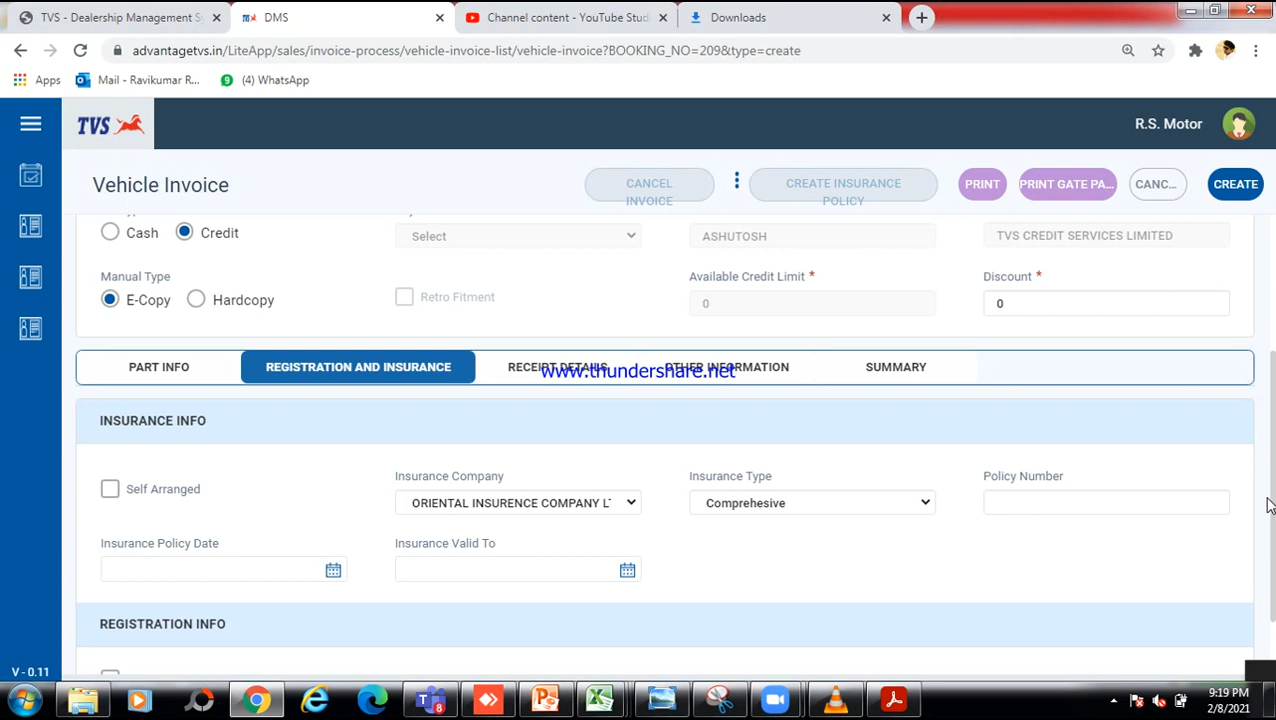 TVS - Dealership Management Sy
DMS
Channel content - YouTube Stud
Downloads
advantagetvs.in/LiteApp/sales/invoice-process/vehicle-invoice-list/vehicle-invoice?BOOKING_NO=209&type=create
Apps
Mail - Ravikumar R...
9
(4) WhatsApp
TVS
R.S. Motor
Vehicle Invoice
CANCEL INVOICE
CREATE INSURANCE POLICY
PRINT
PRINT GATE PA...
CANC...
CREATE
Cash
Credit
Select
ASHUTOSH
TVS CREDIT SERVICES LIMITED
Manual Type
E-Copy
Hardcopy
Retro Fitment
Available Credit Limit *
0
Discount *
0
PART INFO
REGISTRATION AND INSURANCE
RECEIPT DETAILS
OTHER INFORMATION
SUMMARY
www.thundershare.net
INSURANCE INFO
Self Arranged
Insurance Company
ORIENTAL INSURENCE COMPANY LT
Insurance Type
Comprehesive
Policy Number
Insurance Policy Date
Insurance Valid To
REGISTRATION INFO
V - 0.11
8
9:19 PM
2/8/2021